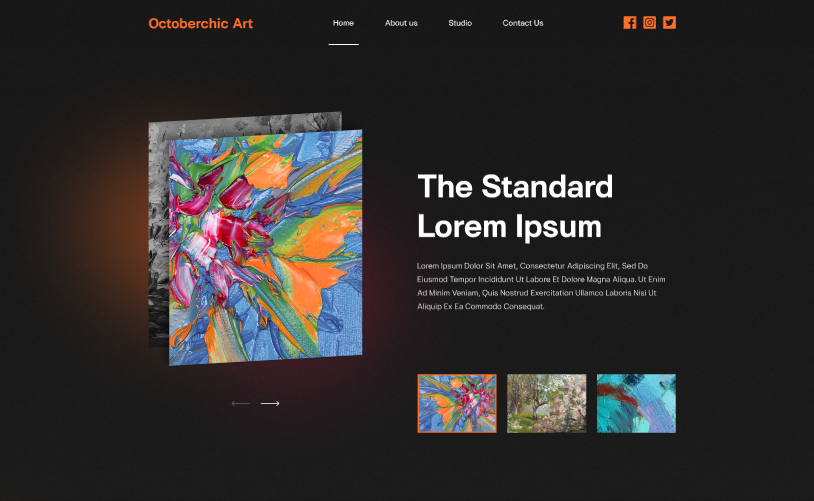 Octoberchic Art
Home
About us
Studio
Contact Us
The Standard
Lorem Ipsum
Lorem Ipsum Dolor Sit Amet, Consectetur Adipiscing Elit, Sed Do
Eiusmod Tempor Incididunt Ut Labore Et Dolore Magna Aliqua. Ut Enim
Ad Minim Veniam, Quis Nostrud Exercitation Ullamco Laboris Nisi Ut
Aliquip Ex Ea Commodo Consequat.